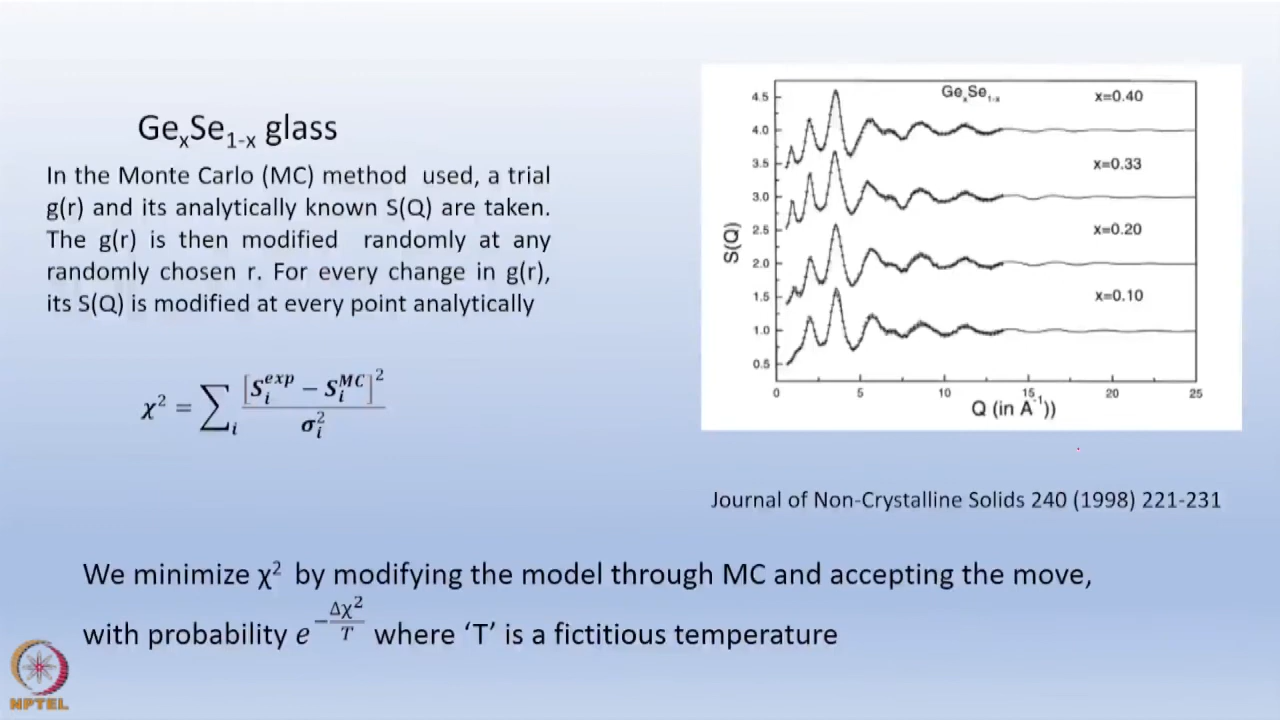 GeₓSe₁₋ₓ glass
In the Monte Carlo (MC) method used, a trial
g(r) and its analytically known S(Q) are taken.
The g(r) is then modified randomly at any
randomly chosen r. For every change in g(r),
its S(Q) is modified at every point analytically
χ² = ∑ᵢ [Sᵢᵉˣᵖ − Sᵢᴹᶜ]² / σᵢ²
GeₓSe₁₋ₓ
x=0.40
x=0.33
x=0.20
x=0.10
4.5
4.0
3.5
3.0
2.5
2.0
1.5
1.0
0.5
S(Q)
0 5 10 15 20 25
Q (in A⁻¹))
Journal of Non-Crystalline Solids 240 (1998) 221-231
We minimize χ² by modifying the model through MC and accepting the move,
with probability e^(−Δχ²/T) where ‘T’ is a fictitious temperature
NPTEL